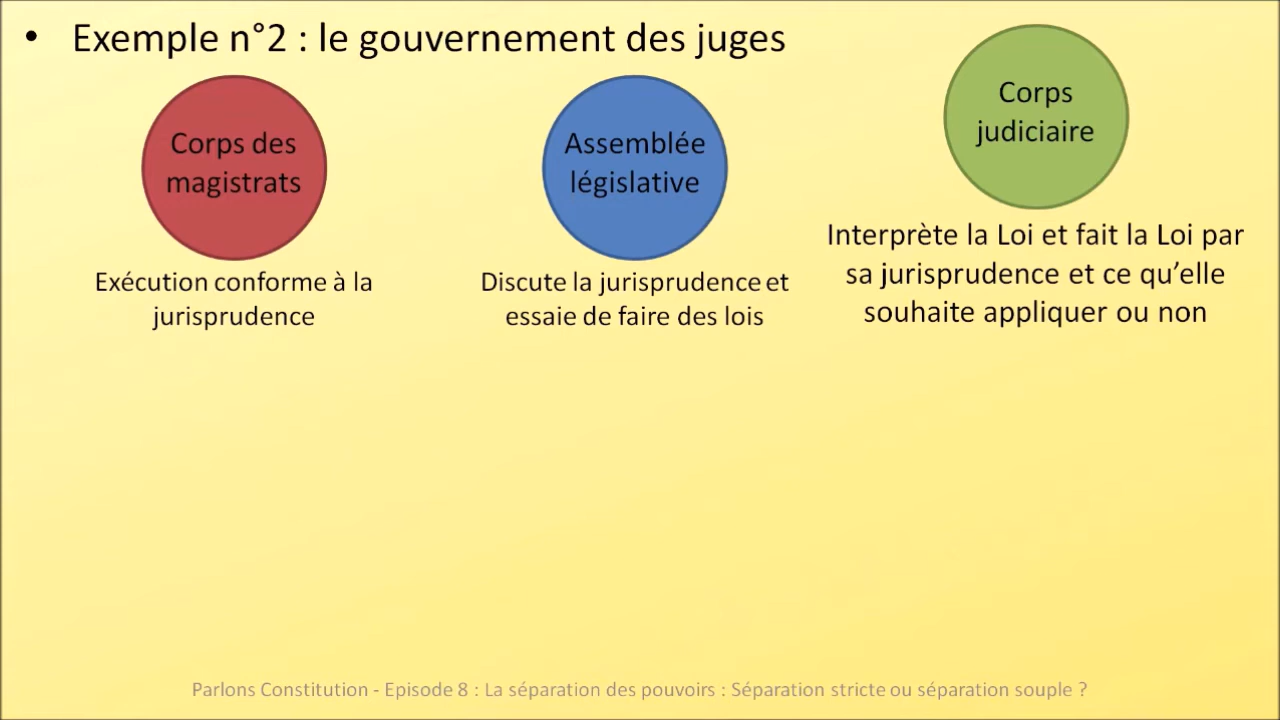 • Exemple n°2 : le gouvernement des juges
Corps des
magistrats
Exécution conforme à la
jurisprudence
Assemblée
législative
Discute la jurisprudence et
essaie de faire des lois
Corps
judiciaire
Interprète la Loi et fait la Loi par
sa jurisprudence et ce qu’elle
souhaite appliquer ou non
Parlons Constitution - Episode 8 : La séparation des pouvoirs : Séparation stricte ou séparation souple ?